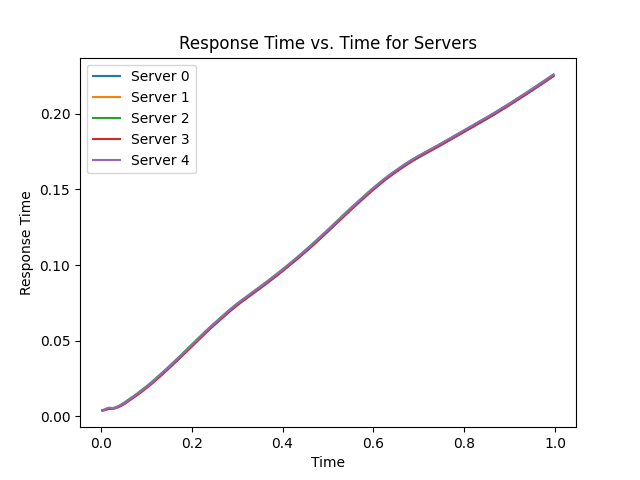 Response Time vs. Time for Servers
Server 0
Server 1
Server 2
Server 3
Server 4
Response Time
0.20
0.15
0.10
0.05
0.00
0.0 0.2 0.4 0.6 0.8 1.0
Time